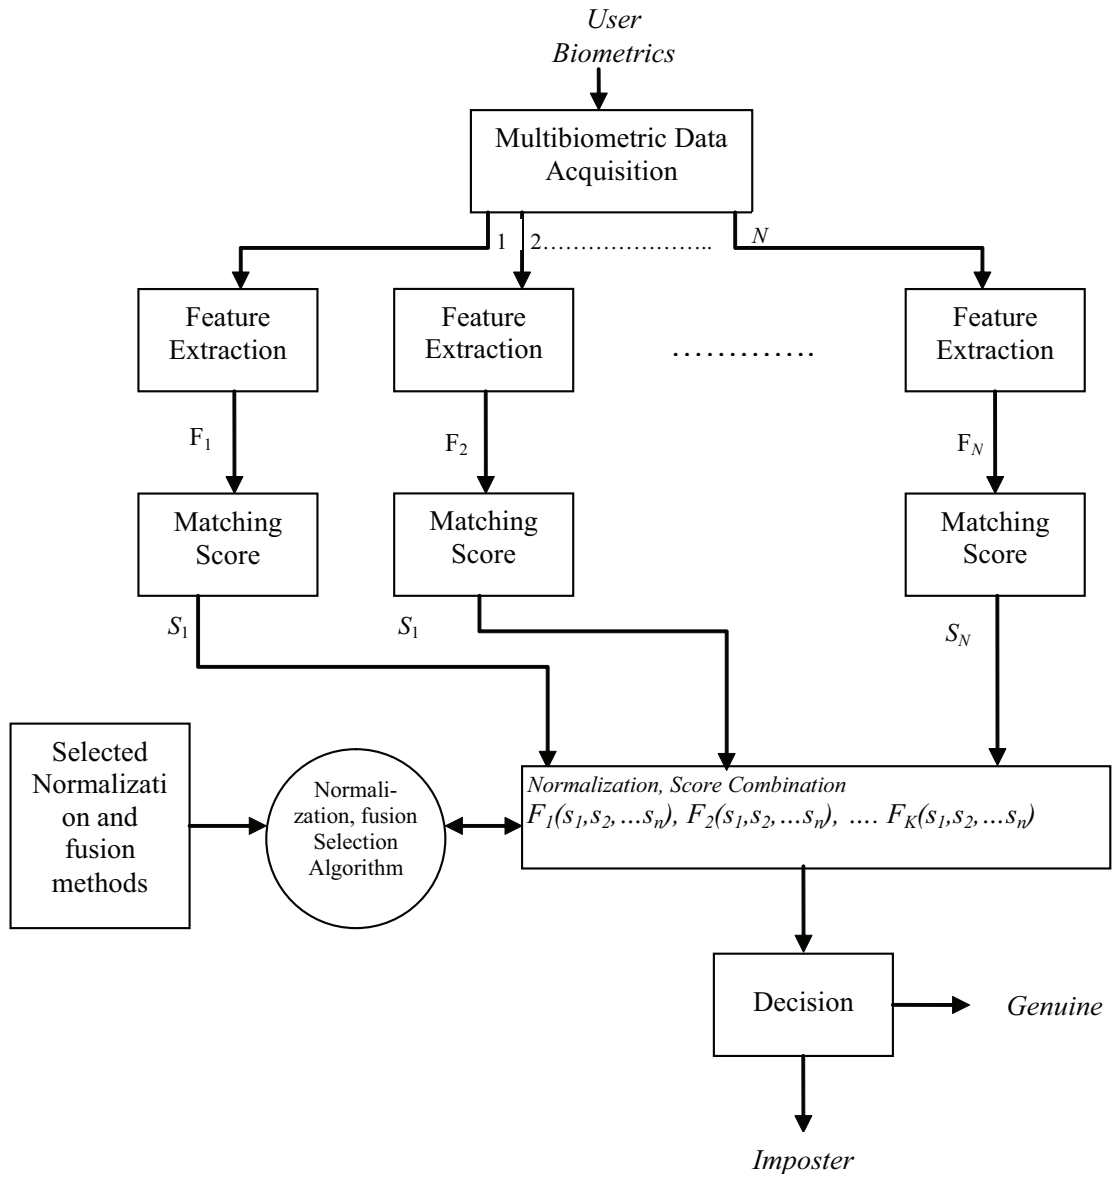 User
Biometrics
Multibiometric Data
Acquisition
1 2………………….. N
Feature
Extraction
Feature
Extraction
.............
Feature
Extraction
F1
F2
FN
Matching
Score
Matching
Score
Matching
Score
S1
S1
SN
Selected
Normalizati
on and
fusion
methods
Normali-
zation, fusion
Selection
Algorithm
Normalization, Score Combination
F1(s1,s2, ...sn), F2(s1,s2, ...sn), .... FK(s1,s2, ...sn)
Decision
Genuine
Imposter